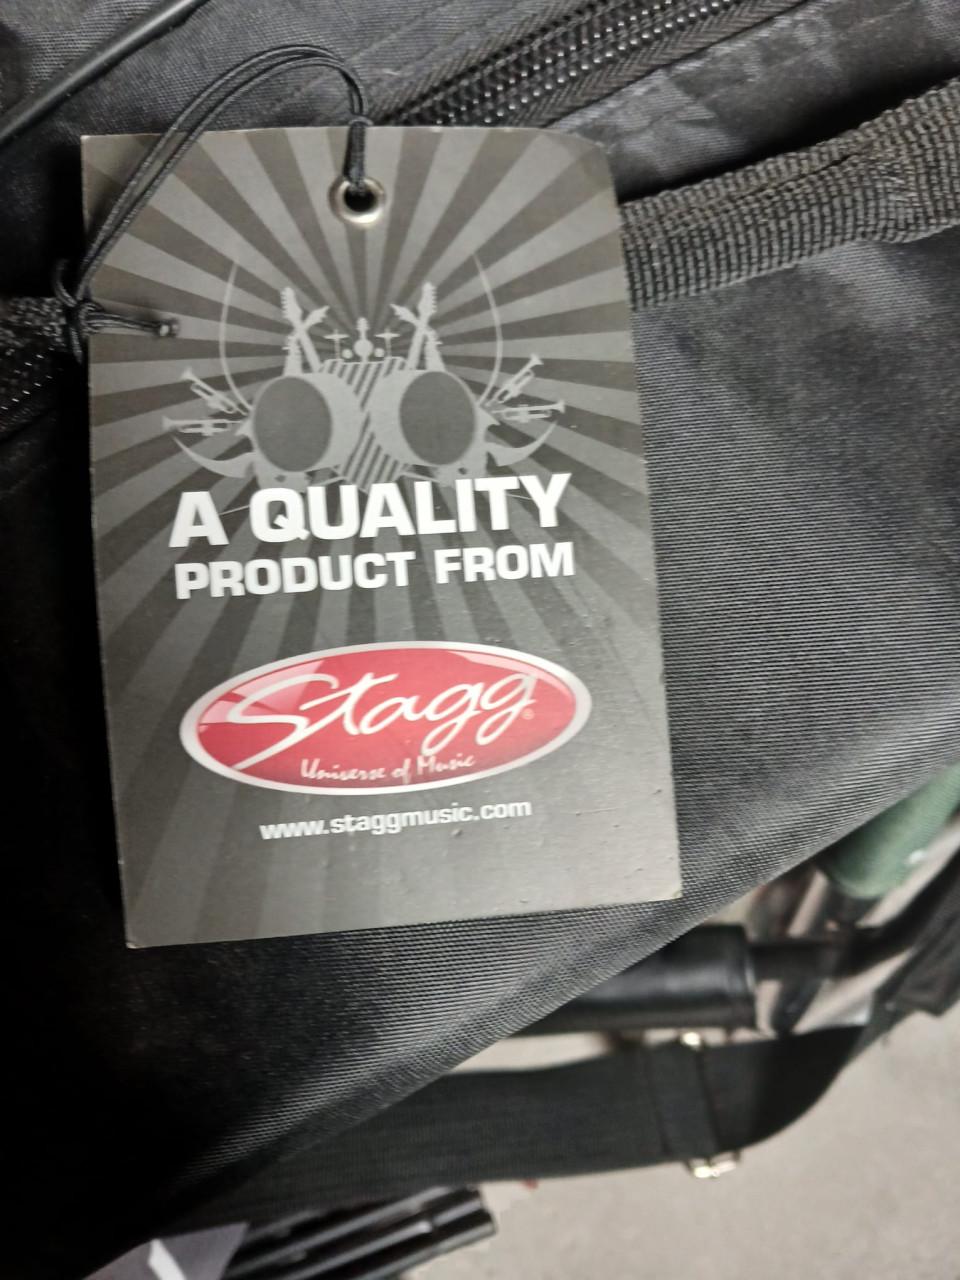 A QUALITY
PRODUCT FROM
Stagg®
Universe of Music
www.staggmusic.com